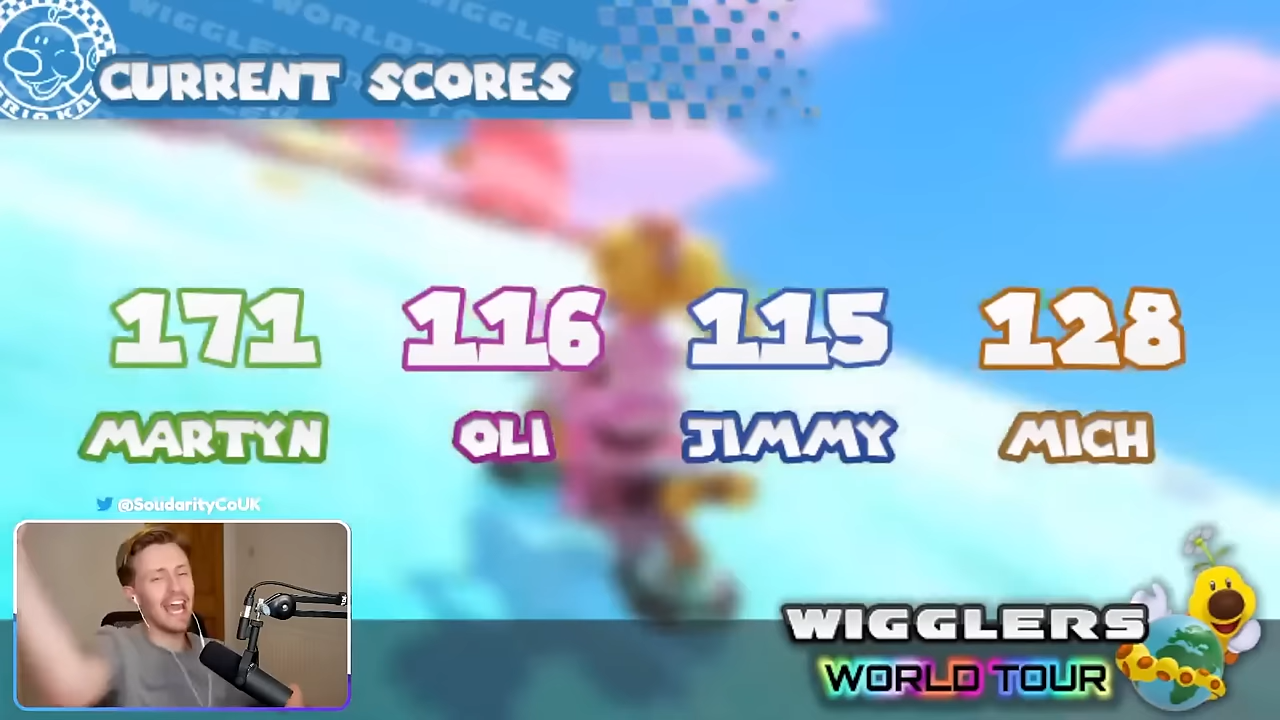 CURRENT SCORES
171 116 115 128
MARTYN OLI JIMMY MICH
@SoudarityCoUK
WIGGLERS
WORLD TOUR